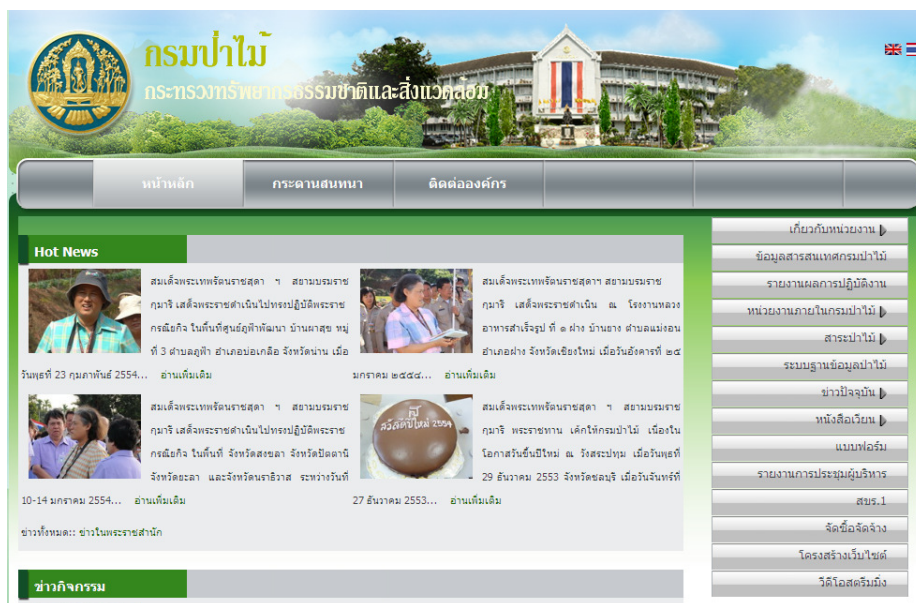 กรมป่าไม้
กระทรวงทรัพยากรธรรมชาติและสิ่งแวดล้อม
หน้าหลัก
กระดานสนทนา
ติดต่อองค์กร
Hot News
สมเด็จพระเทพรัตนราชสุดา ฯ สยามบรมราช
กุมารี เสด็จพระราชดำเนินไปทรงปฏิบัติพระราช
กรณียกิจ ในพื้นที่ศูนย์ภูฟ้าพัฒนา บ้านผาสุข หมู่
ที่ 3 ตำบลภูฟ้า อำเภอบ่อเกลือ จังหวัดน่าน เมื่อ
วันพุธที่ 23 กุมภาพันธ์ 2554... อ่านเพิ่มเติม
สมเด็จพระเทพรัตนราชสุดาฯ สยามบรมราช
กุมารี เสด็จพระราชดำเนิน ณ โรงงานหลวง
อาหารสำเร็จรูป ที่ ๑ ฝาง บ้านยาง ตำบลแม่งอน
อำเภอฝาง จังหวัดเชียงใหม่ เมื่อวันอังคารที่ ๒๕
มกราคม ๒๕๕๔... อ่านเพิ่มเติม
สมเด็จพระเทพรัตนราชสุดา ฯ สยามบรมราช
กุมารี เสด็จพระราชดำเนินไปทรงปฏิบัติพระราช
กรณียกิจ ในพื้นที่ จังหวัดสงขลา จังหวัดปัตตานี
จังหวัดยะลา และจังหวัดนราธิวาส ระหว่างวันที่
10-14 มกราคม 2554... อ่านเพิ่มเติม
สวัสดีปีใหม่ 2554
สมเด็จพระเทพรัตนราชสุดา ฯ สยามบรมราช
กุมารี พระราชทาน เค้กให้กรมป่าไม้ เนื่องใน
โอกาสวันขึ้นปีใหม่ ณ วังสระปทุม เมื่อวันพุธที่
29 ธันวาคม 2553 จังหวัดชลบุรี เมื่อวันจันทร์ที่
27 ธันวาคม 2553... อ่านเพิ่มเติม
ข่าวทั้งหมด:: ข่าวในพระราชสำนัก
ข่าวกิจกรรม
เกี่ยวกับหน่วยงาน
ข้อมูลสารสนเทศกรมป่าไม้
รายงานผลการปฏิบัติงาน
หน่วยงานภายในกรมป่าไม้
สาระป่าไม้
ระบบฐานข้อมูลป่าไม้
ข่าวปัจจุบัน
หนังสือเวียน
แบบฟอร์ม
รายงานการประชุมผู้บริหาร
สขร.1
จัดซื้อจัดจ้าง
โครงสร้างเว็บไซต์
วีดีโอสตรีมมิ่ง